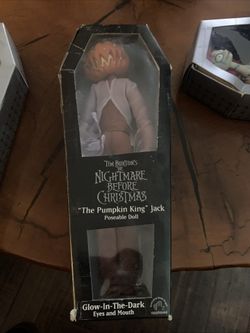 Tim Burton's
The
NIGHTMARE
BEFORE
CHRISTMAS
"The Pumpkin King" Jack
Poseable Doll
Glow-In-The-Dark
Eyes and Mouth